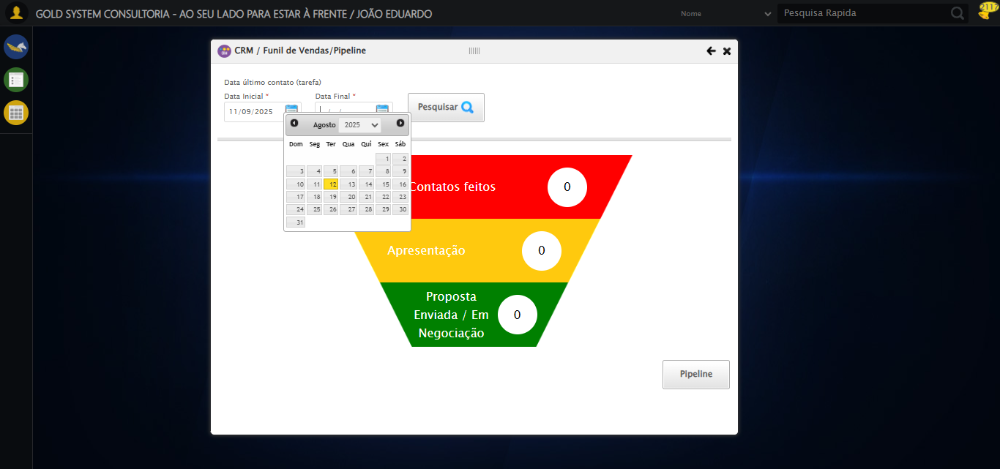 GOLD SYSTEM CONSULTORIA - AO SEU LADO PARA ESTAR À FRENTE / JOÃO EDUARDO
Nome
Pesquisa Rapida
2117
CRM / Funil de Vendas/Pipeline
Data último contato (tarefa)
Data Inicial *
Data Final *
11/09/2025
_/_/
Pesquisar
Agosto 2025
Dom Seg Ter Qua Qui Sex Sáb
1 2
3 4 5 6 7 8 9
10 11 12 13 14 15 16
17 18 19 20 21 22 23
24 25 26 27 28 29 30
31
Contatos feitos 0
Apresentação 0
Proposta
Enviada / Em
Negociação
0
Pipeline